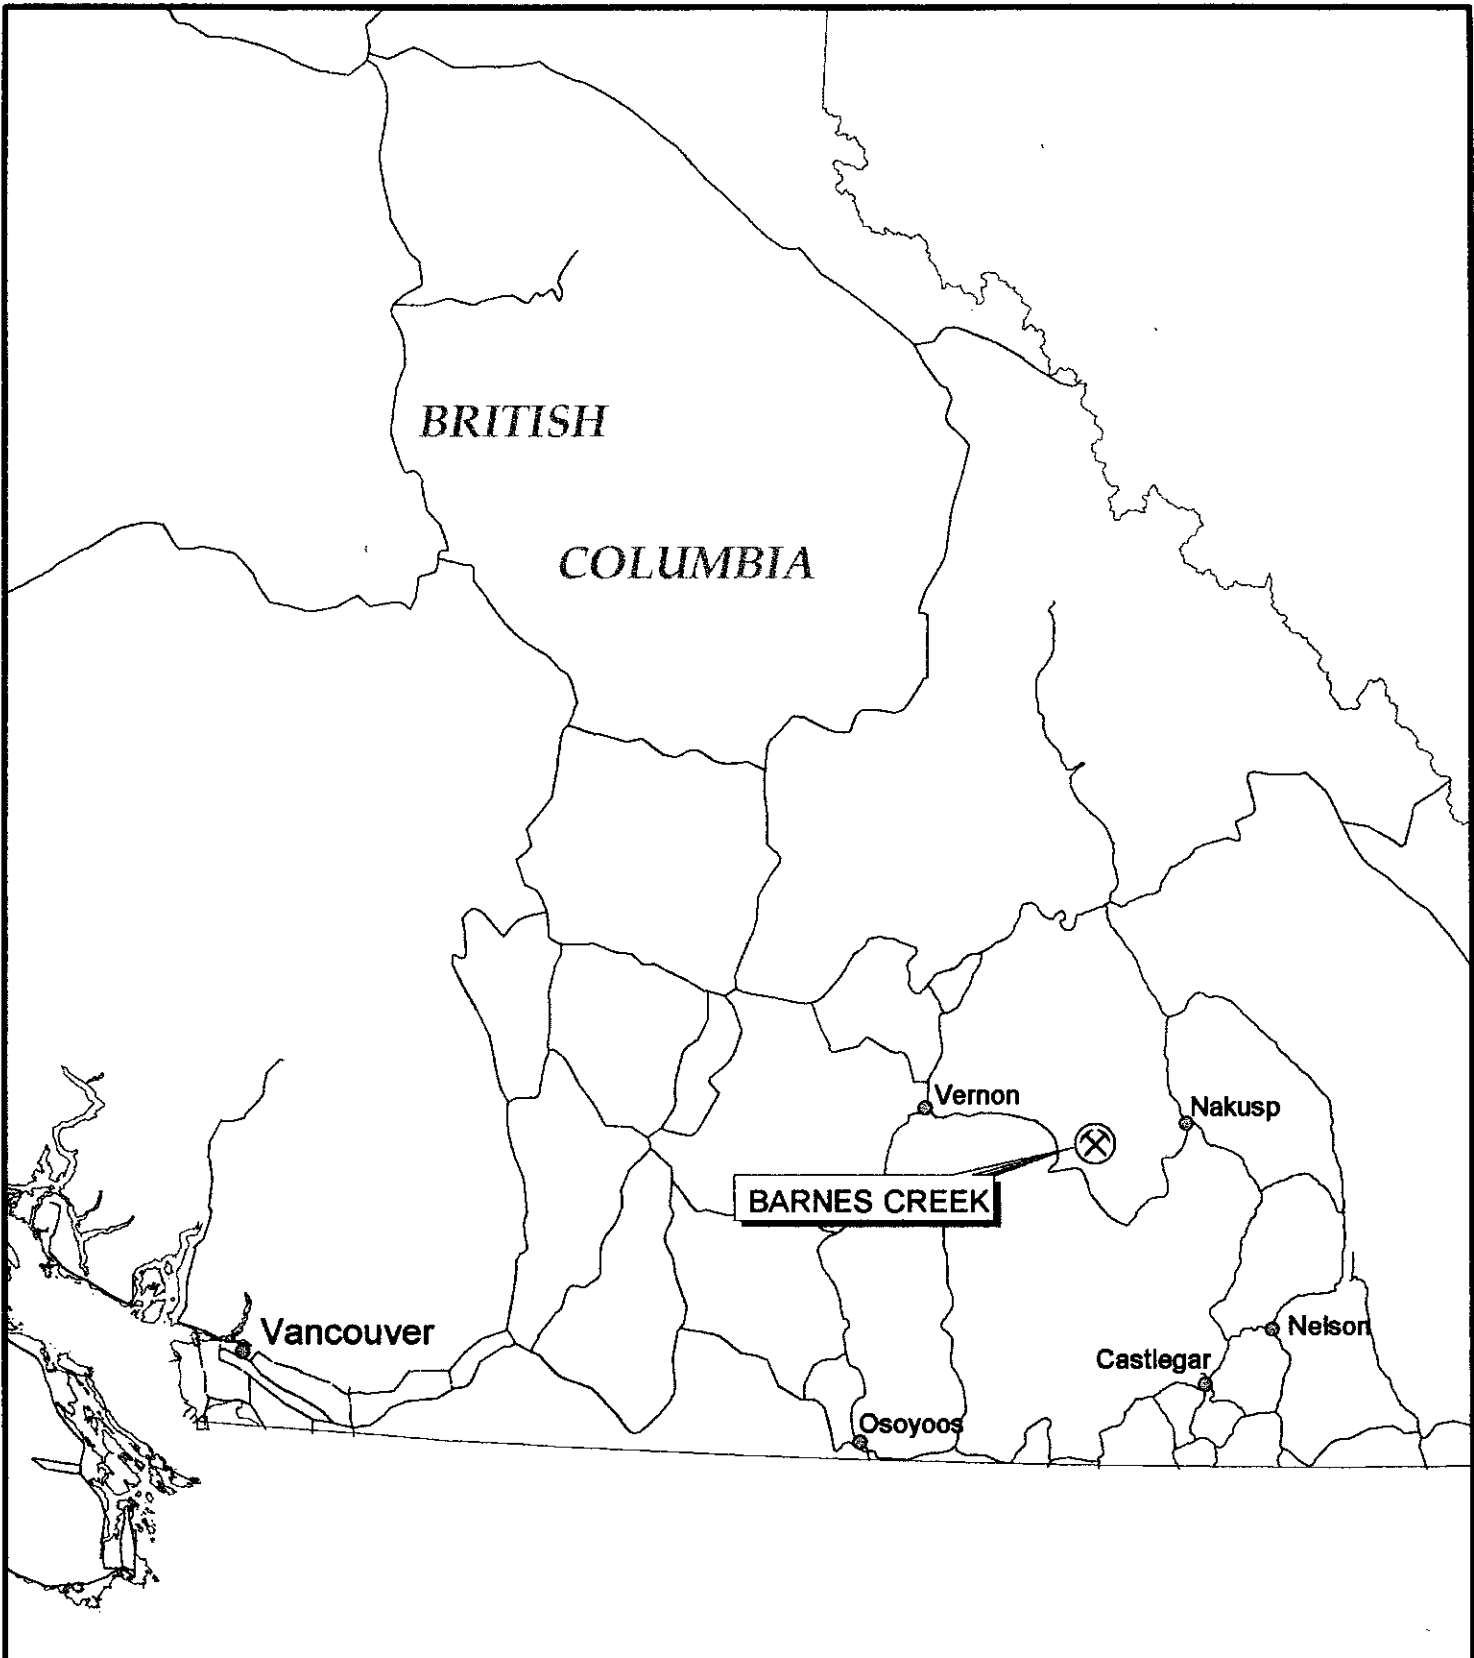 BRITISH
COLUMBIA
Vernon
Nakusp
BARNES CREEK
Vancouver
Nelson
Castlegar
Osoyoos